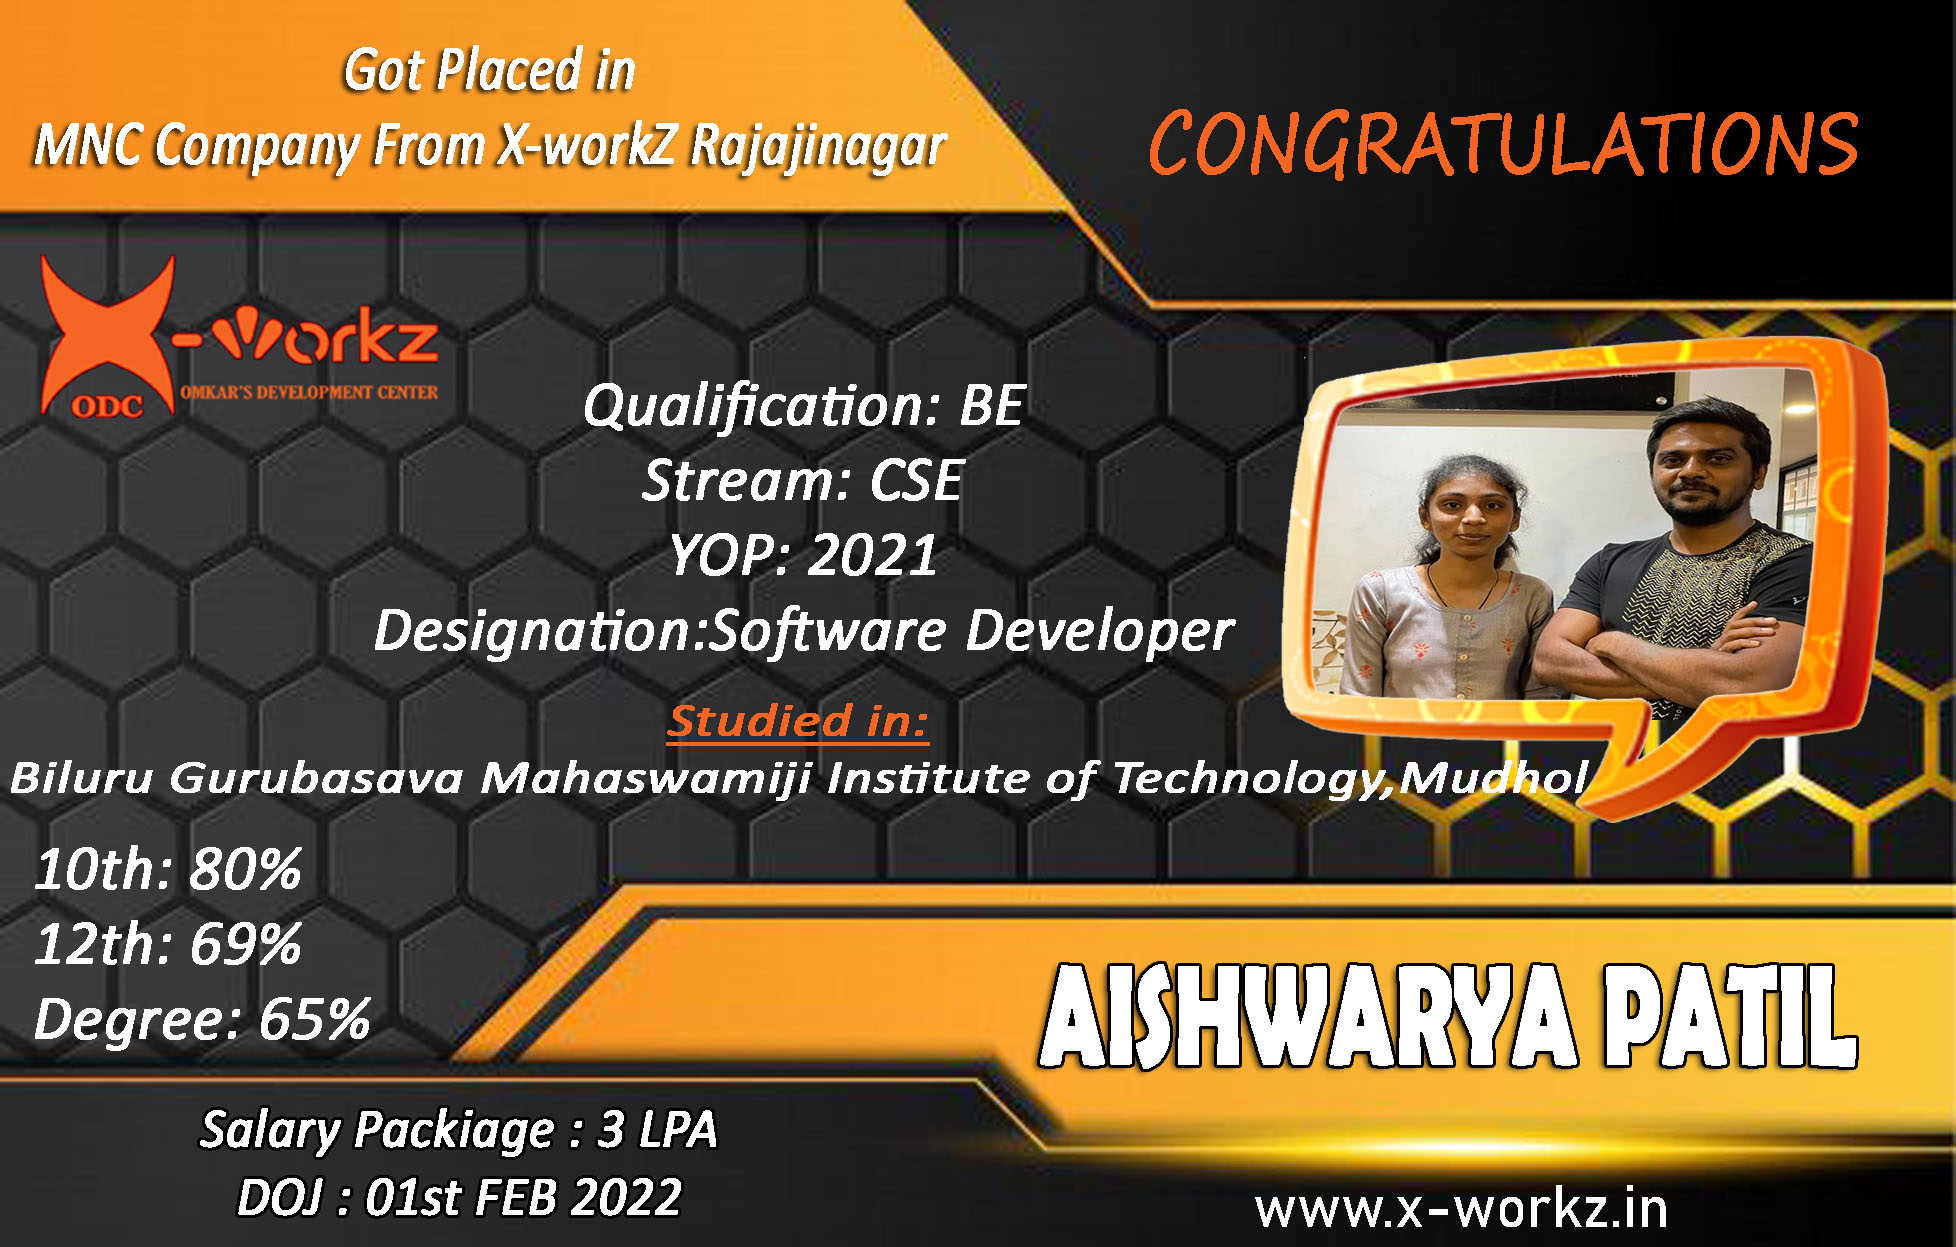 Got Placed in
MNC Company From X-workZ Rajajinagar
CONGRATULATIONS
X-Workz
ODC
OMKAR'S DEVELOPMENT CENTER
Qualification: BE
Stream: CSE
YOP: 2021
Designation:Software Developer
Studied in:
Biluru Gurubasava Mahaswamiji Institute of Technology,Mudhol
10th: 80%
12th: 69%
Degree: 65%
AISHWARYA PATIL
Salary Packiage : 3 LPA
DOJ : 01st FEB 2022
www.x-workz.in